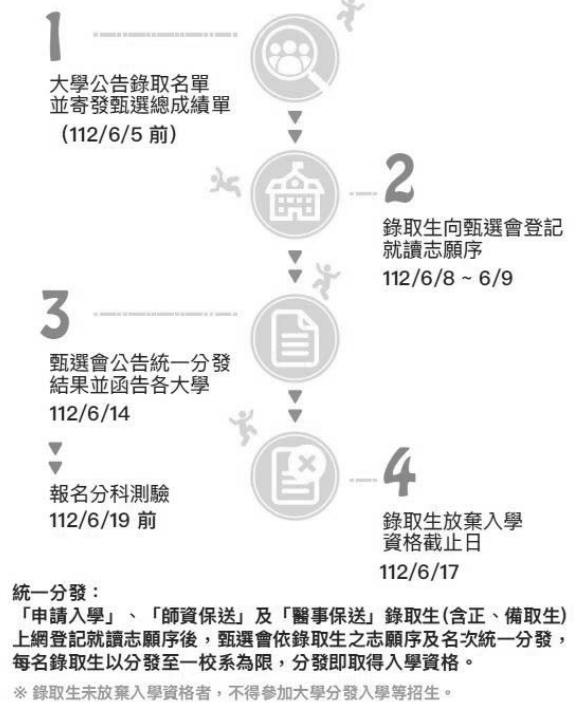 1
大學公告錄取名單
並寄發甄選總成績單
（112/6/5 前）
2
錄取生向甄選會登記
就讀志願序
112/6/8 ~ 6/9
3
甄選會公告統一分發
結果並函告各大學
112/6/14
報名分科測驗
112/6/19 前
4
錄取生放棄入學
資格截止日
112/6/17
統一分發：
「申請入學」、「師資保送」及「醫事保送」錄取生(含正、備取生)
上網登記就讀志願序後，甄選會依錄取生之志願序及名次統一分發，
每名錄取生以分發至一校系為限，分發即取得入學資格。
※ 錄取生未放棄入學資格者，不得參加大學分發入學等招生。